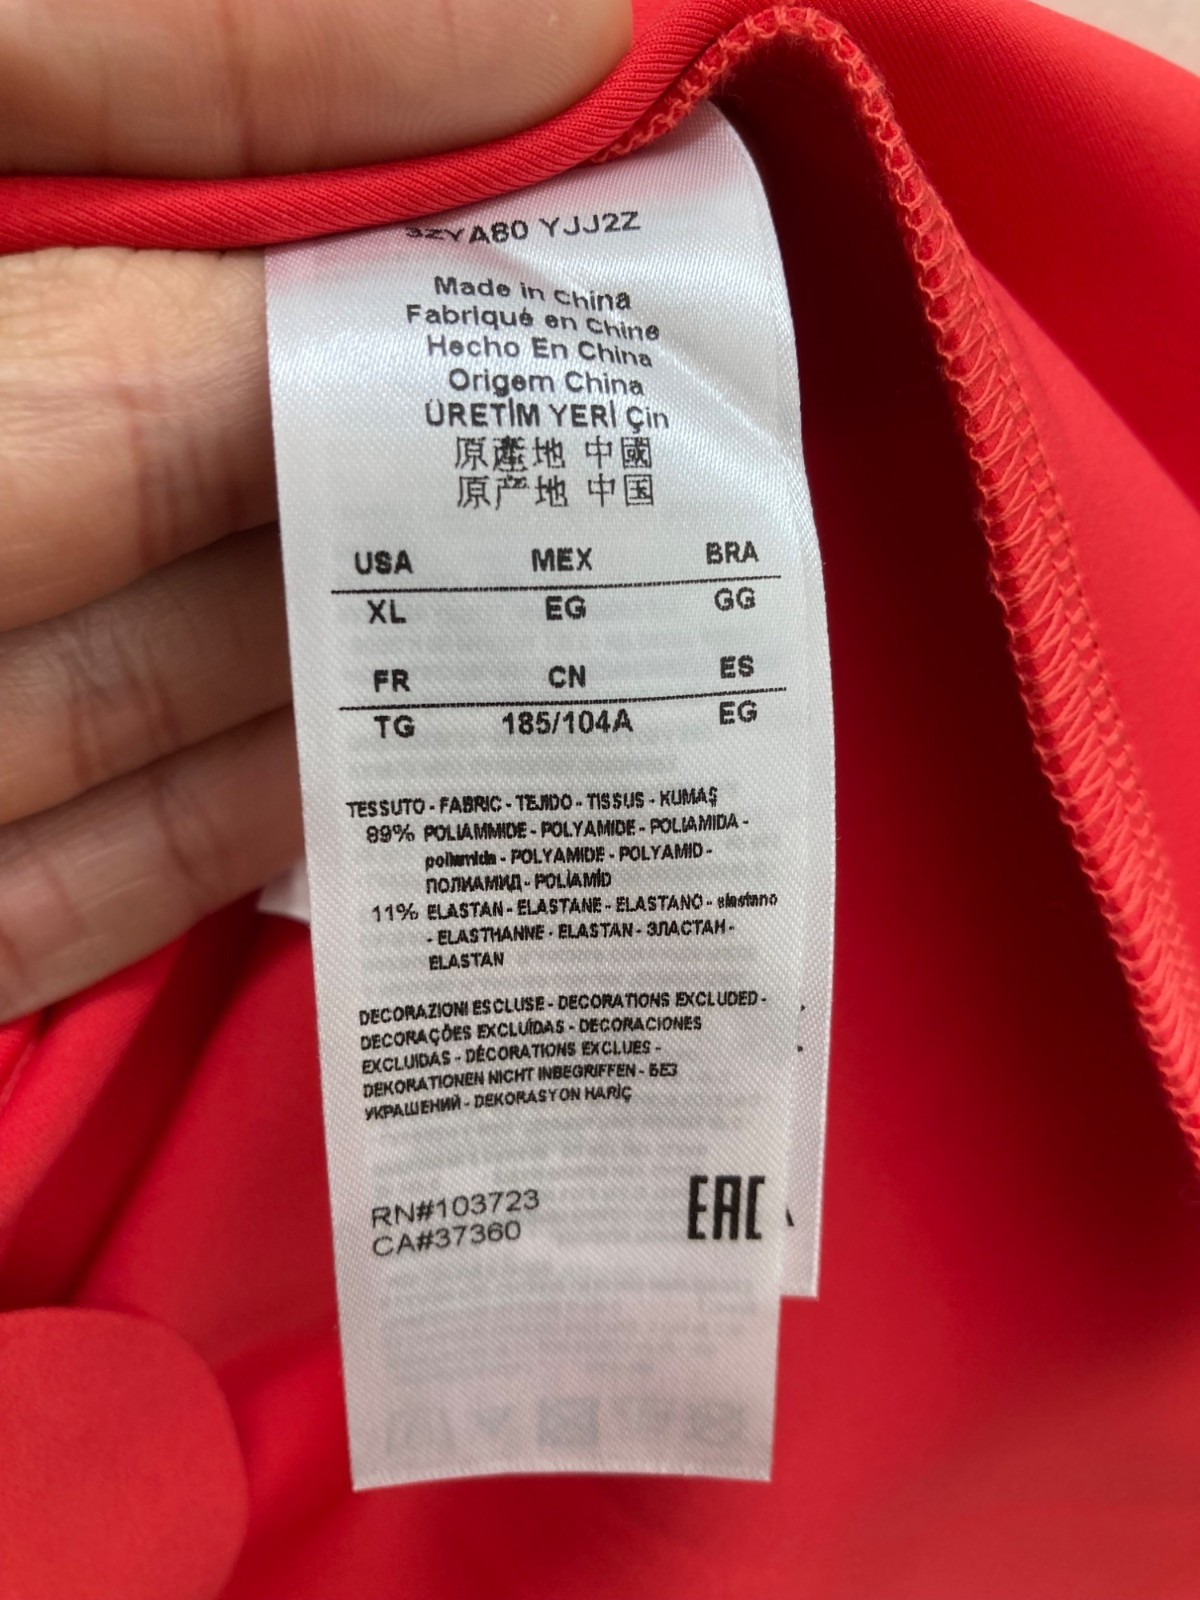 3ZYA80 YJJ2Z
Made in China
Fabriqué en Chine
Hecho En China
Origem China
ÜRETİM YERİ Çin
原產地 中國
原产地 中国
USA MEX BRA
XL EG GG
FR CN ES
TG 185/104A EG
TESSUTO - FABRIC - TEJIDO - TISSUS - KUMAŞ
89% POLIAMMIDE - POLYAMIDE - POLIAMIDA -
poliamida - POLYAMIDE - POLYAMID -
ПОЛИАМИД - POLİAMİD
11% ELASTAN - ELASTANE - ELASTANO - elastano
- ELASTHANNE - ELASTAN - ЭЛАСТАН -
ELASTAN
DECORAZIONI ESCLUSE - DECORATIONS EXCLUDED -
DECORAÇÕES EXCLUÍDAS - DECORACIONES
EXCLUIDAS - DÉCORATIONS EXCLUES -
DEKORATIONEN NICHT INBEGRIFFEN - БЕЗ
УКРАШЕНИЙ - DEKORASYON HARİÇ
RN#103723
CA#37360
EAC